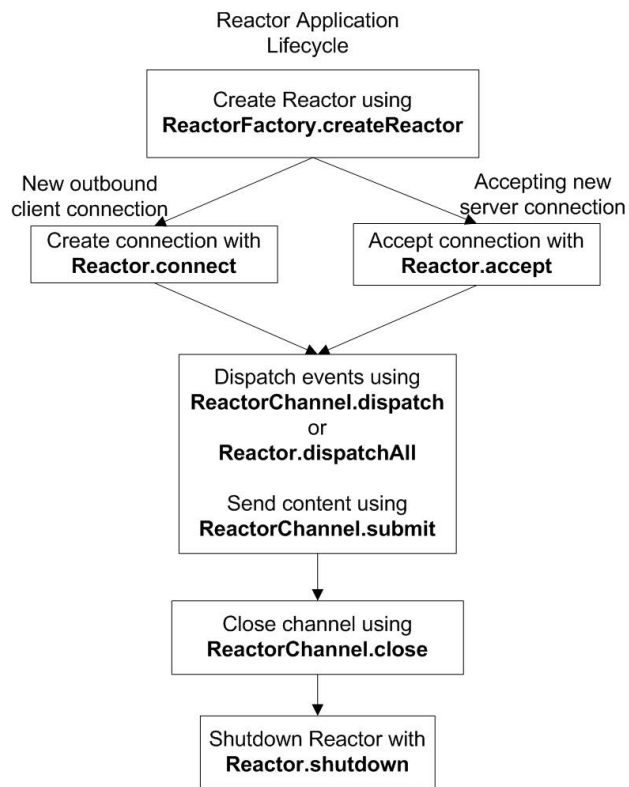 Reactor Application
Lifecycle
Create Reactor using
ReactorFactory.createReactor
New outbound
client connection
Accepting new
server connection
Create connection with
Reactor.connect
Accept connection with
Reactor.accept
Dispatch events using
ReactorChannel.dispatch
or
Reactor.dispatchAll
Send content using
ReactorChannel.submit
Close channel using
ReactorChannel.close
Shutdown Reactor with
Reactor.shutdown